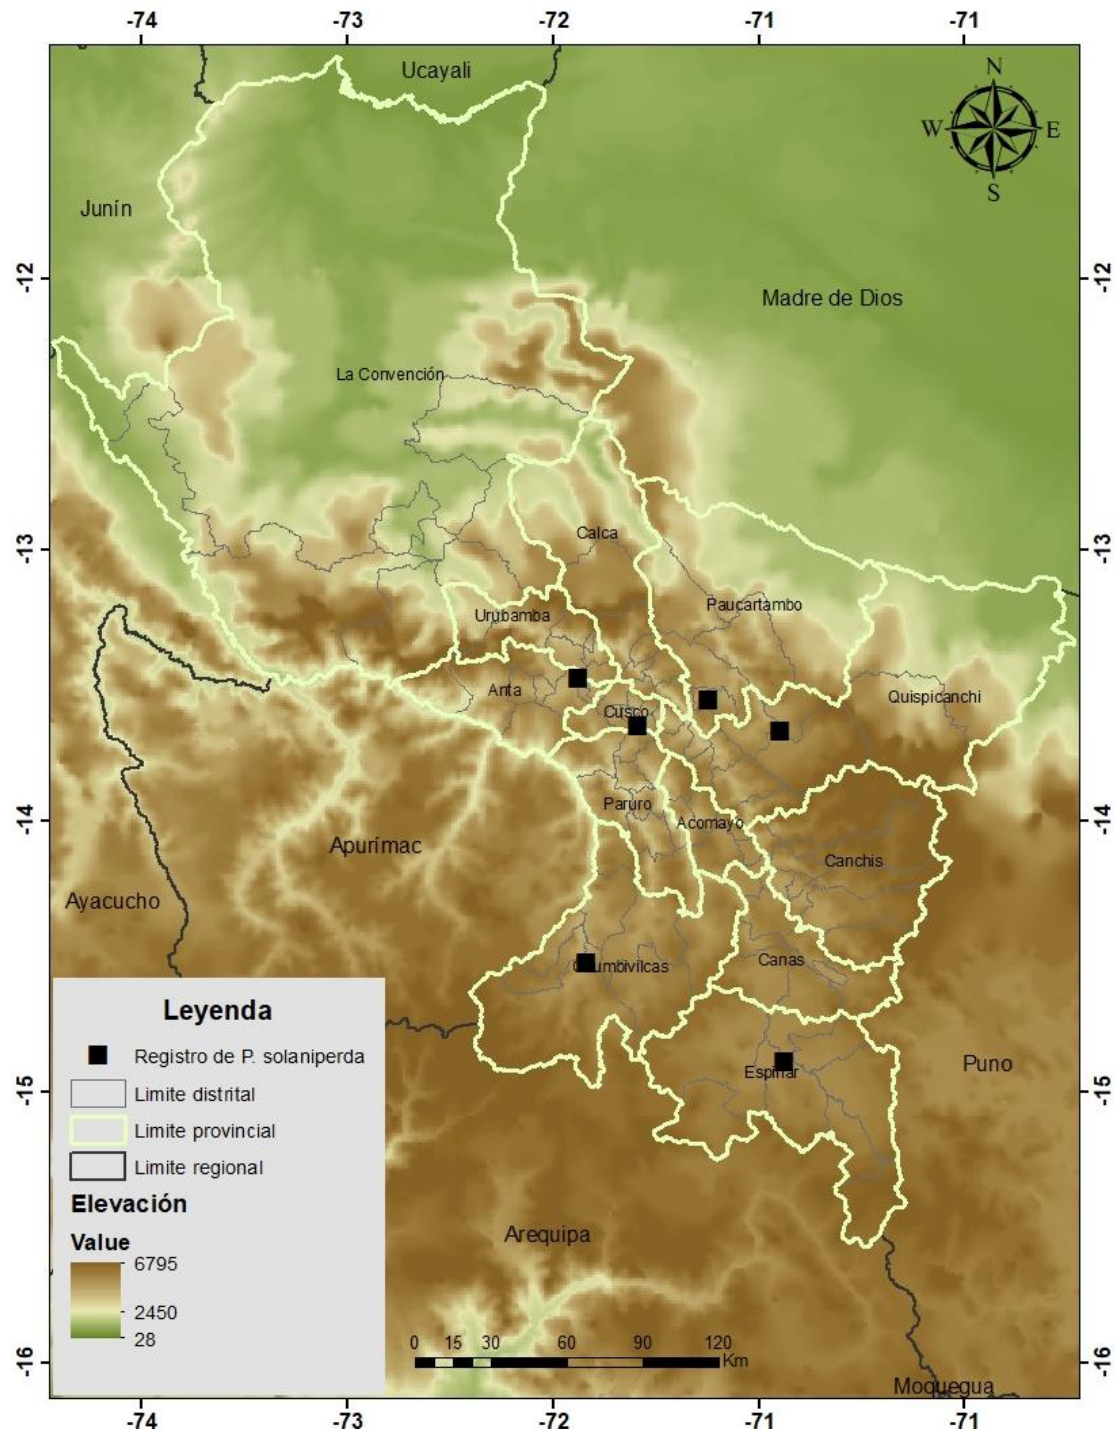 -74 -73 -72 -71 -71
Ucayali
N
W E
S
Junín
-12 -12
Madre de Dios
La Convención
Calca
-13 -13
Paucartambo
Urubamba
Anta
Quispicanchi
Cusco
Paruro
-14 -14
Acomayo
Apurímac
Canchis
Ayacucho
Canas
Chumbivilcas
Leyenda
Registro de P. solaniperda
Puno
Espinar
Limite distrital
-15 -15
Limite provincial
Limite regional
Elevación
Arequipa
Value
6795
2450
28
0 15 30 60 90 120
Km
-16 -16
Moquegua
-74 -73 -72 -71 -71